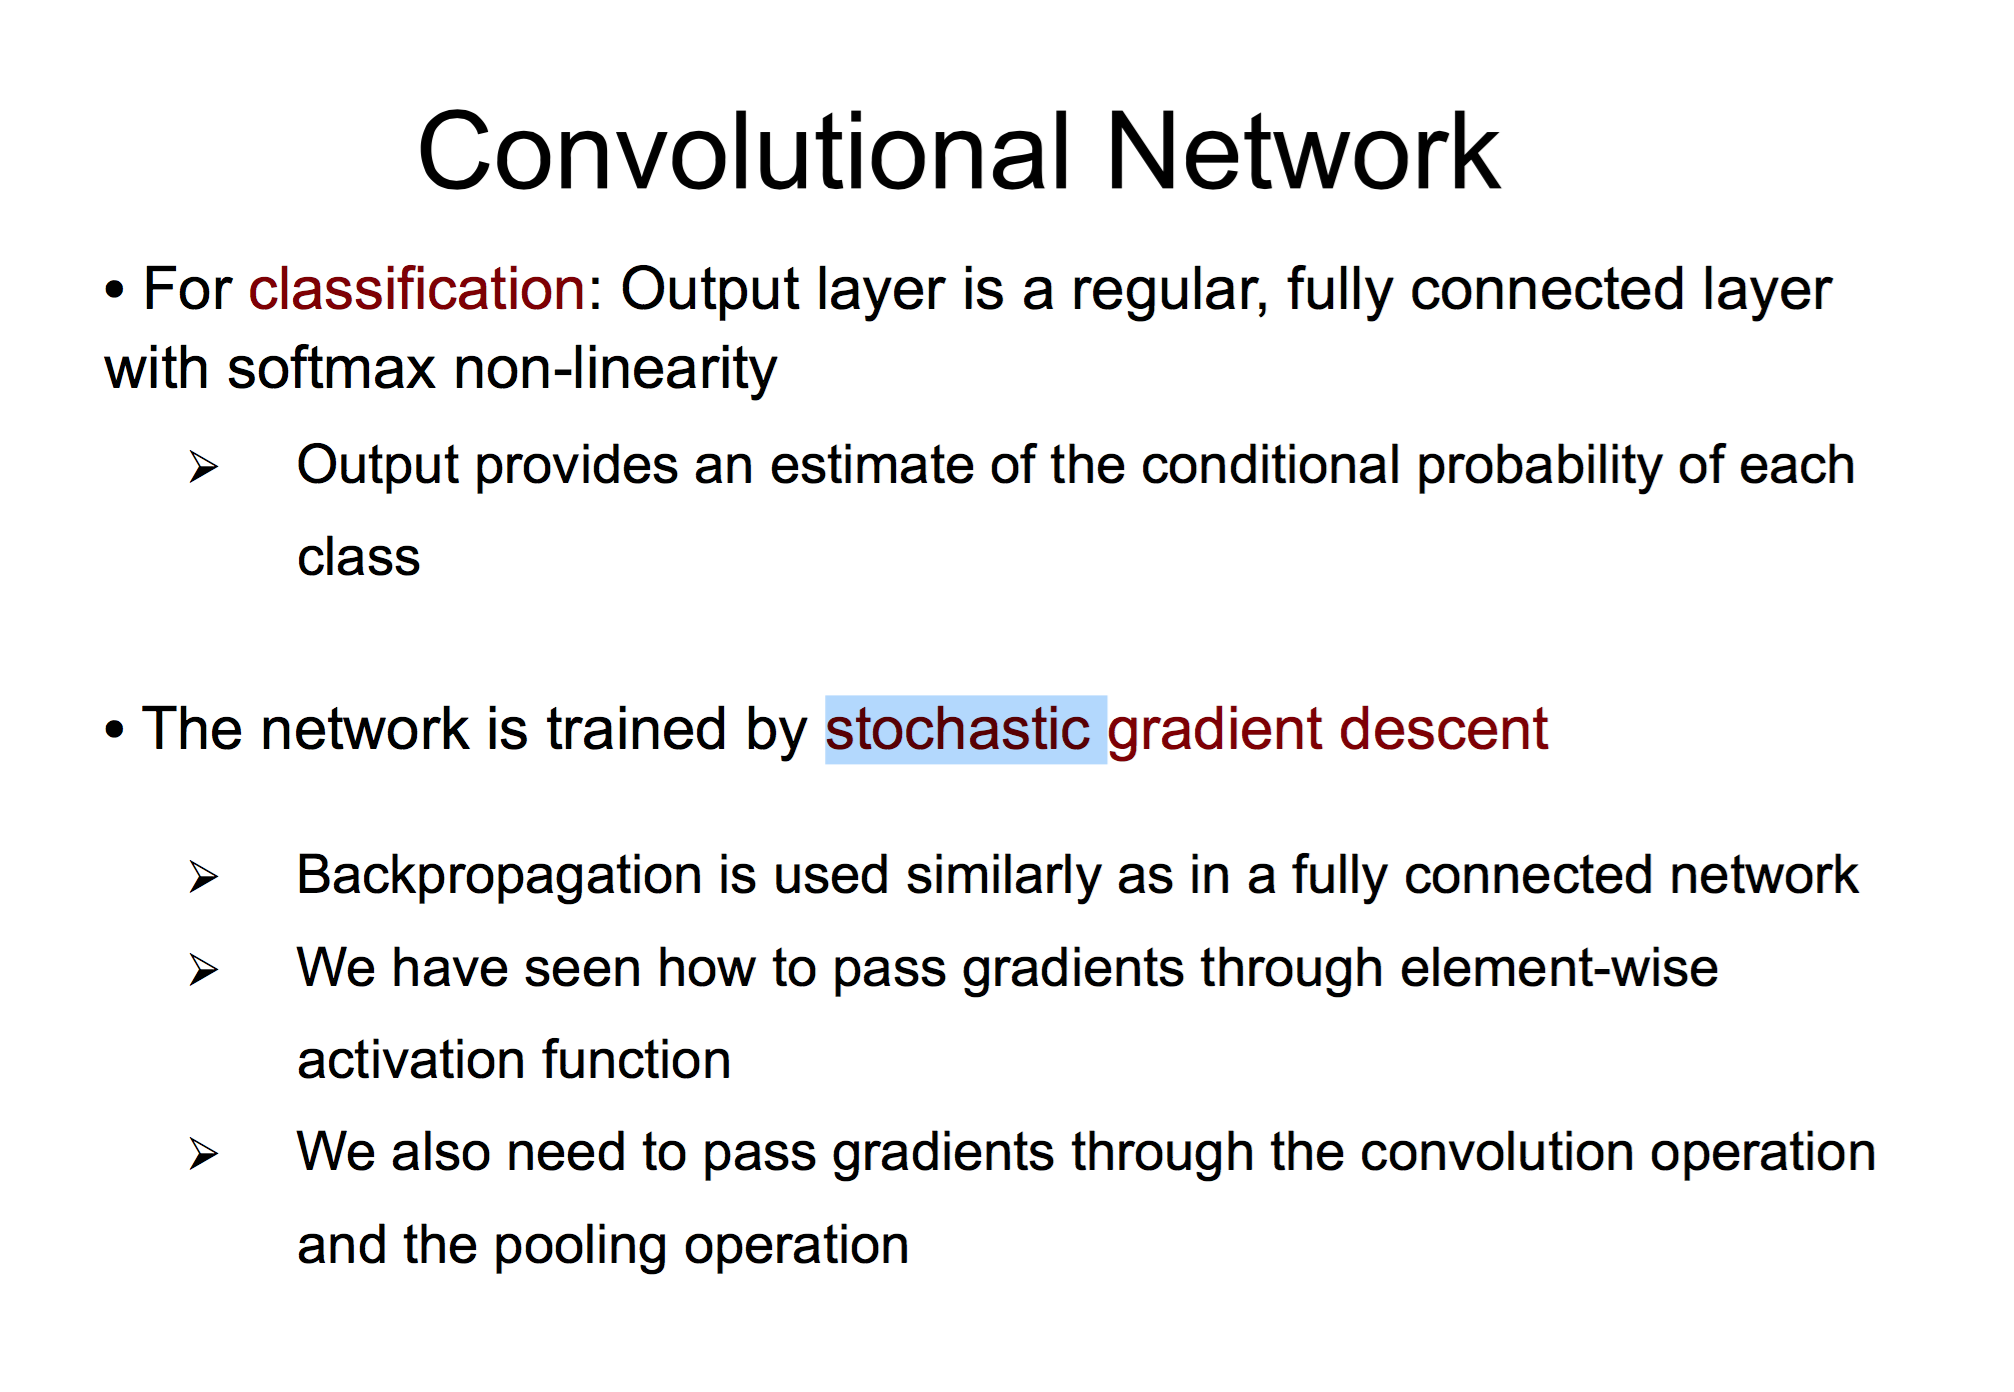 Convolutional Network
• For classification: Output layer is a regular, fully connected layer
with softmax non-linearity
➢ Output provides an estimate of the conditional probability of each
class
• The network is trained by stochastic gradient descent
➢ Backpropagation is used similarly as in a fully connected network
➢ We have seen how to pass gradients through element-wise
activation function
➢ We also need to pass gradients through the convolution operation
and the pooling operation